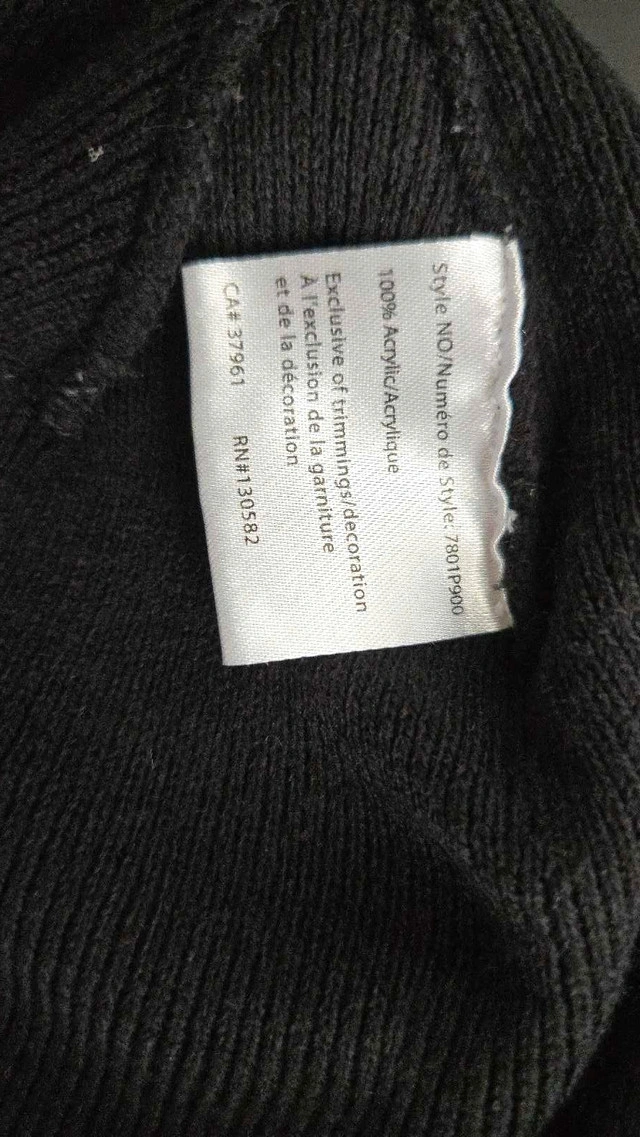 Style NO/Numéro de Style: 7801P900
100% Acrylic/Acrylique
Exclusive of trimmings/decoration
À l'exclusion de la garniture
et de la décoration
CA# 37961 RN#130582